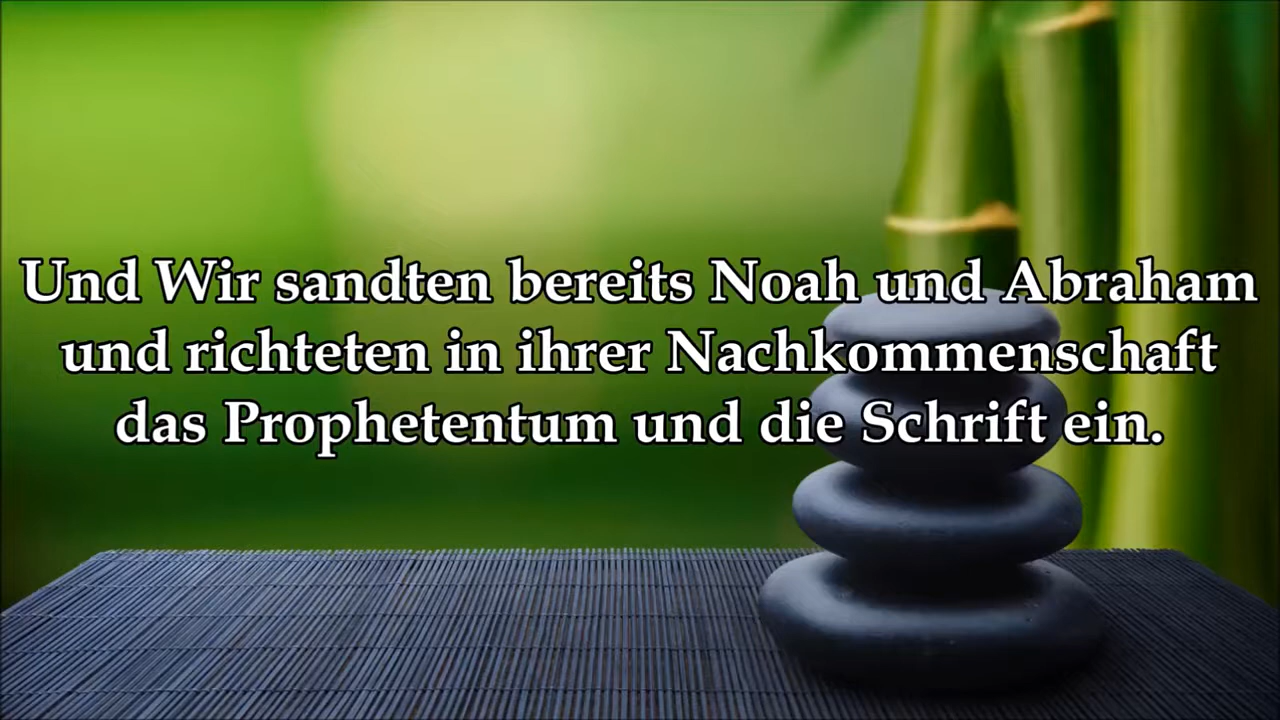 Und Wir sandten bereits Noah und Abraham
und richteten in ihrer Nachkommenschaft
das Prophetentum und die Schrift ein.